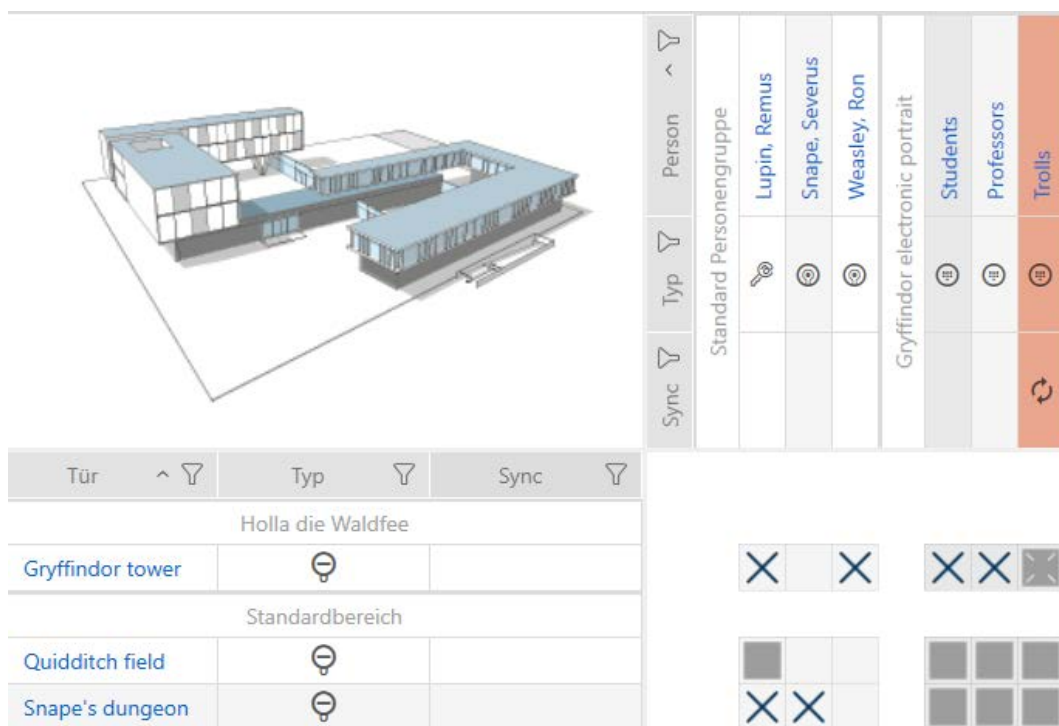 Person
Typ
Sync
Standard Personengruppe
Lupin, Remus
Snape, Severus
Weasley, Ron
Gryffindor electronic portrait
Students
Professors
Trolls
Tür Typ Sync
Holla die Waldfee
Gryffindor tower
Standardbereich
Quidditch field
Snape's dungeon